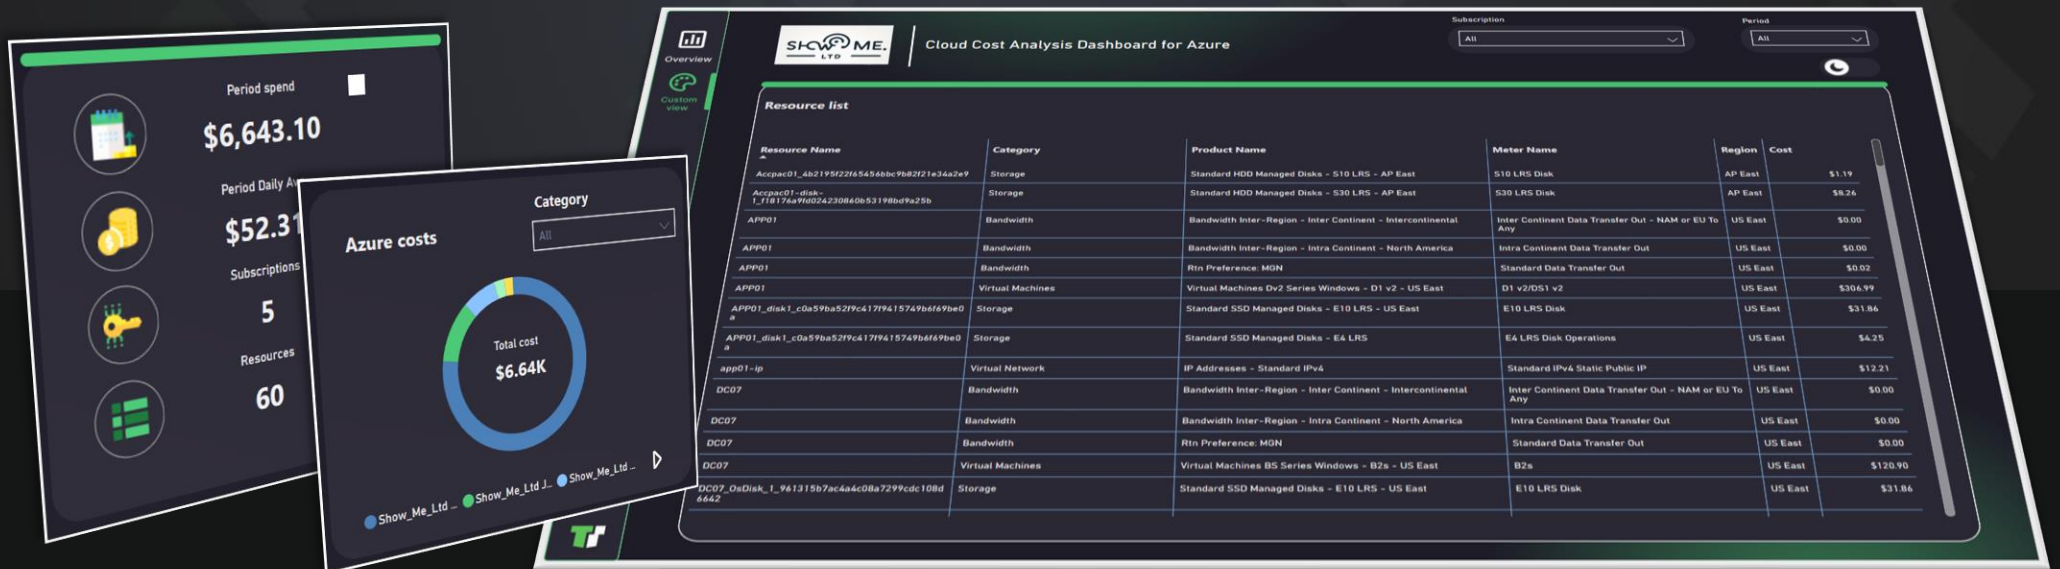 Period spend
$6,643.10
Period Daily Av
$52.31
Subscriptions
5
Resources
60
Azure costs
Category
All
Total cost
$6.64K
Show_Me_Ltd ...
Show_Me_Ltd J...
Show_Me_Ltd ...
Overview
Custom
view
SHOW ME.
LTD
Cloud Cost Analysis Dashboard for Azure
Subscription
All
Period
All
Resource list
Resource Name Category Product Name Meter Name Region Cost
Accpac01_4b2195f22f65456bbc9b82f21e34a2e9 Storage Standard HDD Managed Disks - S10 LRS - AP East S10 LRS Disk AP East $1.19
Accpac01-disk-
1_f18176a9fd024230860b53198bd9a25b Storage Standard HDD Managed Disks - S30 LRS - AP East S30 LRS Disk AP East $8.26
APP01 Bandwidth Bandwidth Inter-Region - Inter Continent - Intercontinental Inter Continent Data Transfer Out - NAM or EU To US East $0.00
Any
APP01 Bandwidth Bandwidth Inter-Region - Intra Continent - North America Intra Continent Data Transfer Out US East $0.00
APP01 Bandwidth Rtn Preference: MGN Standard Data Transfer Out US East $0.02
APP01 Virtual Machines Virtual Machines Dv2 Series Windows - D1 v2 - US East D1 v2/DS1 v2 US East $306.99
APP01_disk1_c0a59ba52f9c417f9415749b6f69be0 Storage Standard SSD Managed Disks - E10 LRS - US East E10 LRS Disk US East $31.86
a
APP01_disk1_c0a59ba52f9c417f9415749b6f69be0 Storage Standard SSD Managed Disks - E4 LRS E4 LRS Disk Operations US East $4.25
a
app01-ip Virtual Network IP Addresses - Standard IPv4 Standard IPv4 Static Public IP US East $12.21
DC07 Bandwidth Bandwidth Inter-Region - Inter Continent - Intercontinental Inter Continent Data Transfer Out - NAM or EU To US East $0.00
Any
DC07 Bandwidth Bandwidth Inter-Region - Intra Continent - North America Intra Continent Data Transfer Out US East $0.00
DC07 Bandwidth Rtn Preference: MGN Standard Data Transfer Out US East $0.00
DC07 Virtual Machines Virtual Machines BS Series Windows - B2s - US East B2s US East $120.90
DC07_OsDisk_1_961315b7ac4a4c08a7299cdc108d Storage Standard SSD Managed Disks - E10 LRS - US East E10 LRS Disk US East $31.86
6642